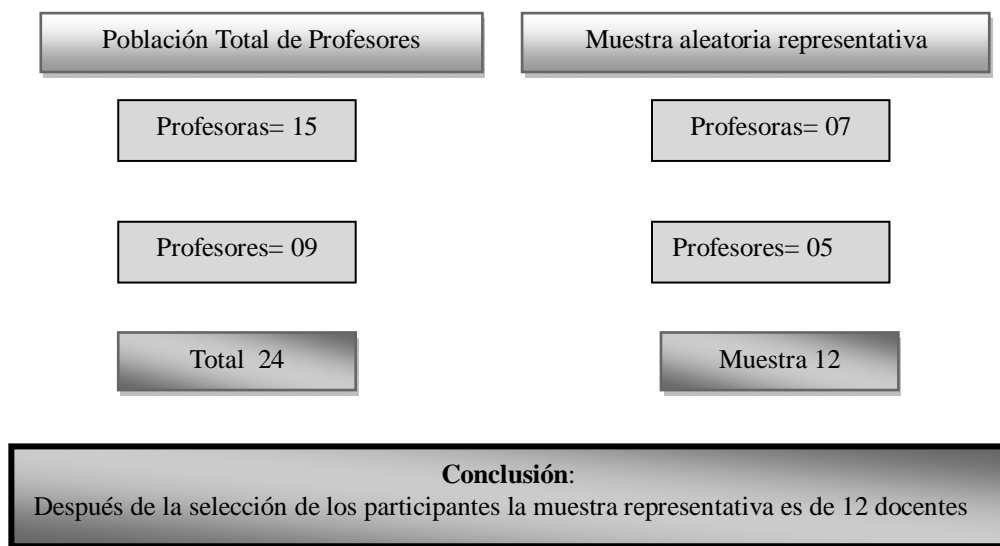 Población Total de Profesores
Muestra aleatoria representativa
Profesoras= 15
Profesoras= 07
Profesores= 09
Profesores= 05
Total  24
Muestra 12
Conclusión:
Después de la selección de los participantes la muestra representativa es de 12 docentes